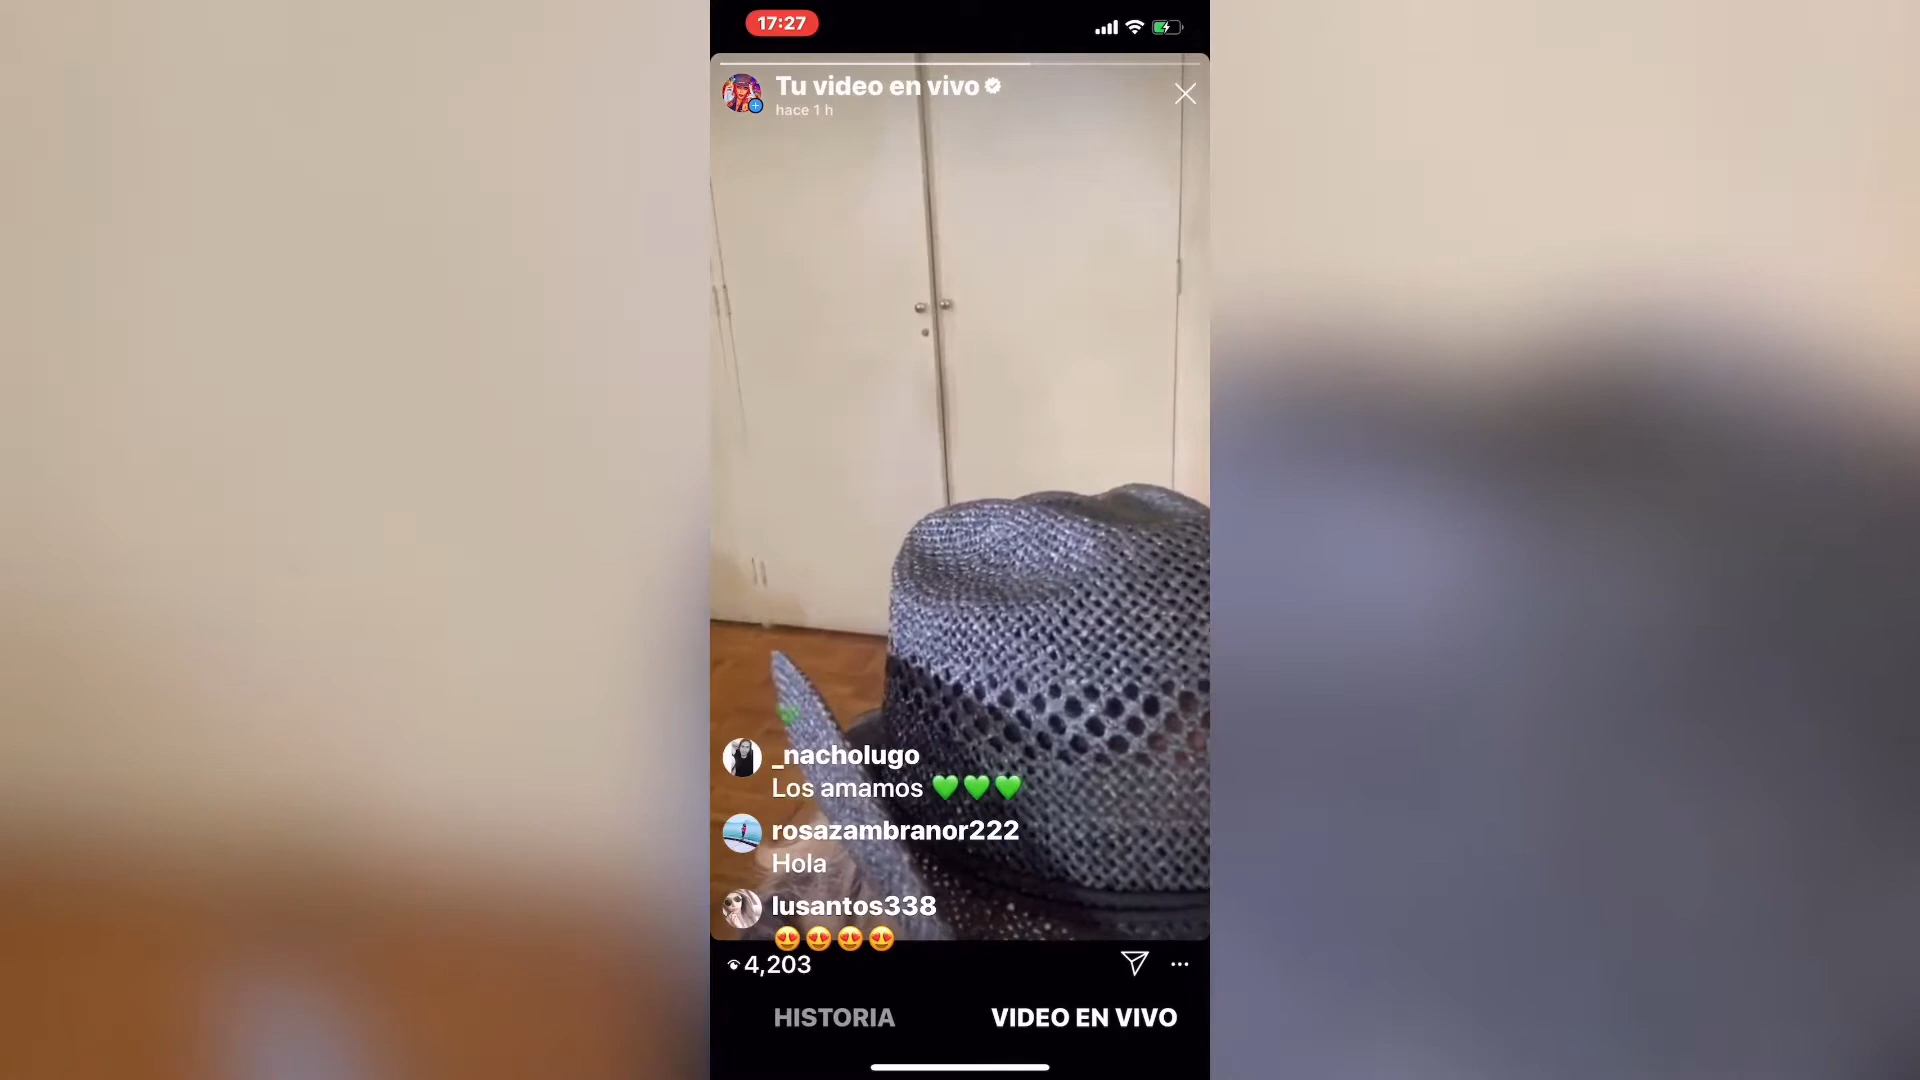 17:27
Tu video en vivo
hace 1 h
_nacholugo
Los amamos 💚💚💚
rosazambranor222
Hola
lusantos338
😍😍😍😍
4,203
HISTORIA
VIDEO EN VIVO